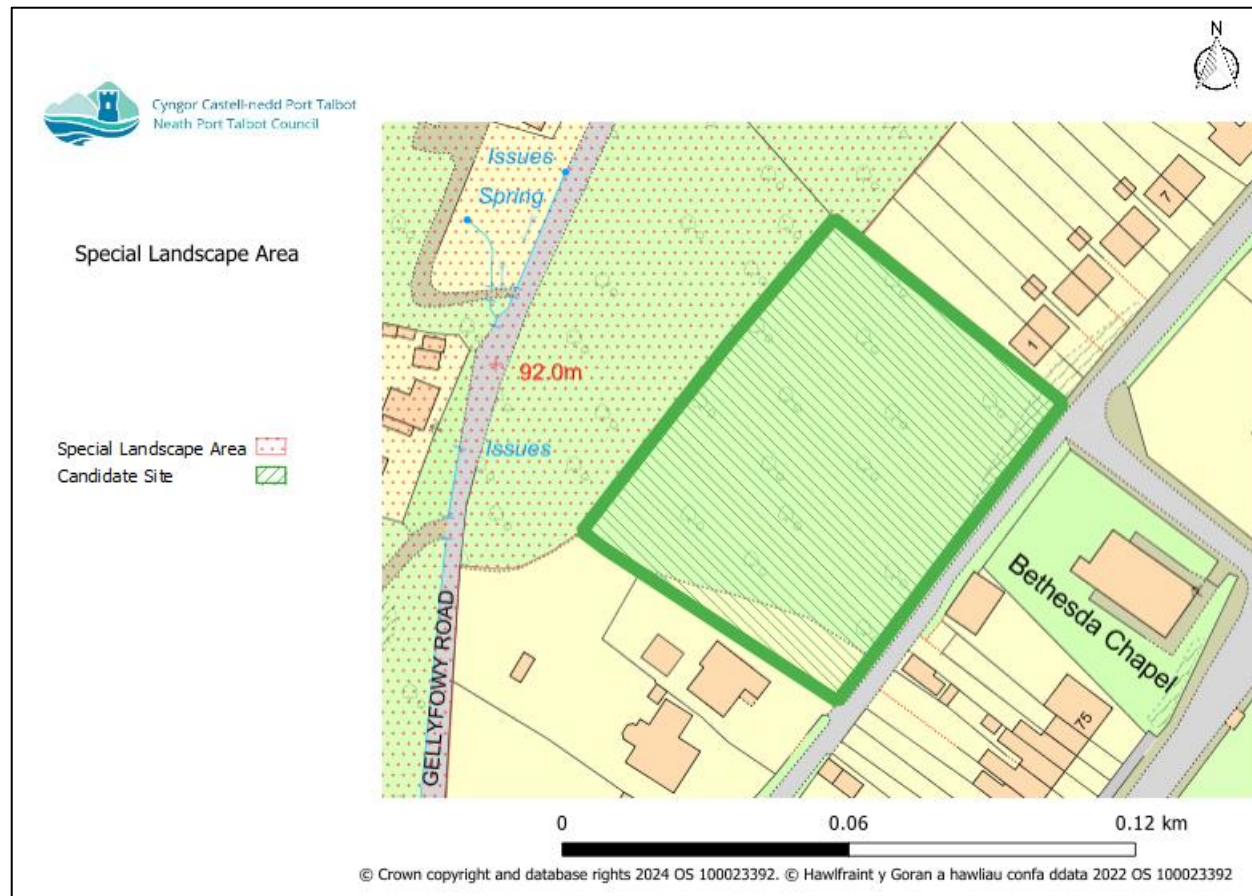 N
Cyngor Castell-nedd Port Talbot
Neath Port Talbot Council
Special Landscape Area
Special Landscape Area
Candidate Site
Issues
Spring
7
1
92.0m
Issues
GELLYFOWY ROAD
Bethesda Chapel
75
0 0.06 0.12 km
© Crown copyright and database rights 2024 OS 100023392. © Hawlfraint y Goran a hawliau confa ddata 2022 OS 100023392